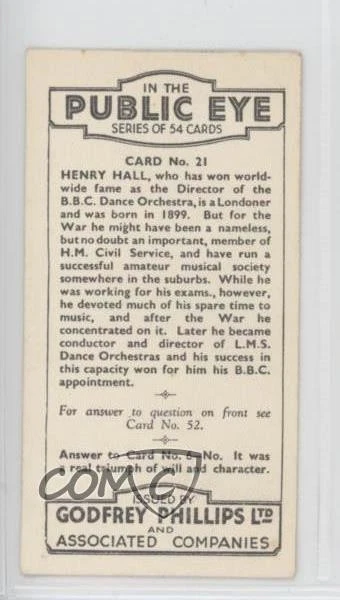 IN THE
PUBLIC EYE
SERIES OF 54 CARDS
CARD No. 21
HENRY HALL, who has won world-
wide fame as the Director of the
B.B.C. Dance Orchestra, is a Londoner
and was born in 1899. But for the
War he might have been a nameless,
but no doubt an important, member of
H.M. Civil Service, and have run a
successful amateur musical society
somewhere in the suburbs. While he
was working for his exams., however,
he devoted much of his spare time to
music, and after the War he
concentrated on it. Later he became
conductor and director of L.M.S.
Dance Orchestras and his success in
this capacity won for him his B.B.C.
appointment.
For answer to question on front see
Card No. 52.
Answer to Card No. 6—No. It was
a real triumph of will and character.
COMC
ISSUED BY
GODFREY PHILLIPS LTD
AND
ASSOCIATED COMPANIES